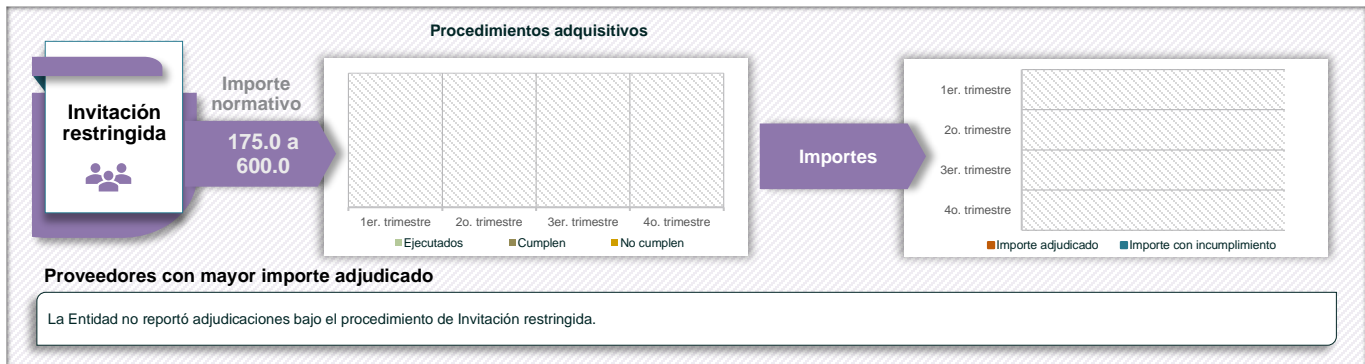 Procedimientos adquisitivos
Invitación
restringida
Importe
normativo
175.0 a
600.0
1er. trimestre
2o. trimestre
3er. trimestre
4o. trimestre
Ejecutados
Cumplen
No cumplen
Importes
1er. trimestre
2o. trimestre
3er. trimestre
4o. trimestre
Importe adjudicado
Importe con incumplimiento
Proveedores con mayor importe adjudicado
La Entidad no reportó adjudicaciones bajo el procedimiento de Invitación restringida.